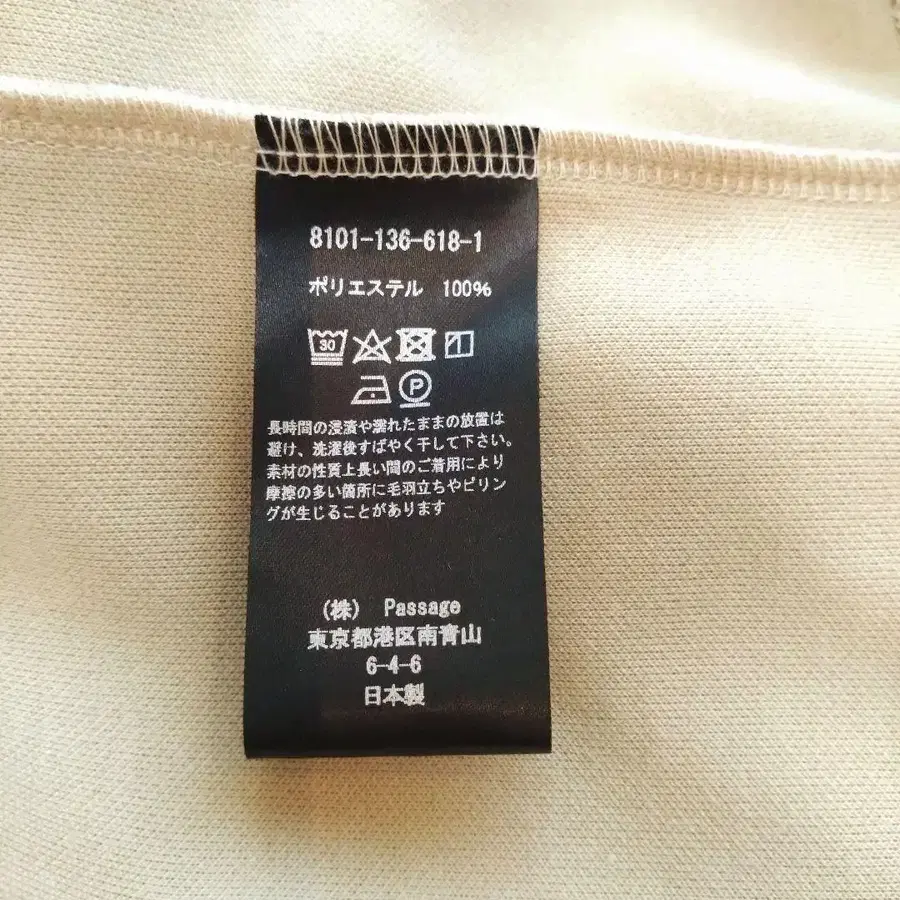 8101-136-618-1
ポリエステル 100%
30
P
長時間の浸漬や濡れたままの放置は
避け、洗濯後すばやく干して下さい。
素材の性質上長い間のご着用により
摩擦の多い箇所に毛羽立ちやピリン
グが生じることがあります
(株) Passage
東京都港区南青山
6-4-6
日本製